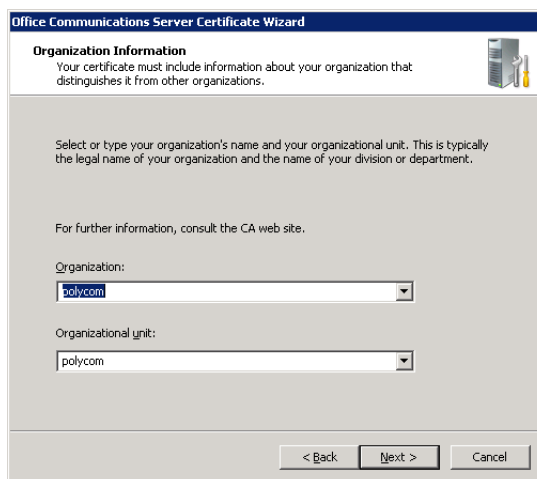 Office Communications Server Certificate Wizard
Organization Information
Your certificate must include information about your organization that
distinguishes it from other organizations.
Select or type your organization's name and your organizational unit. This is typically
the legal name of your organization and the name of your division or department.
For further information, consult the CA web site.
Organization:
polycom
Organizational unit:
polycom
< Back Next > Cancel